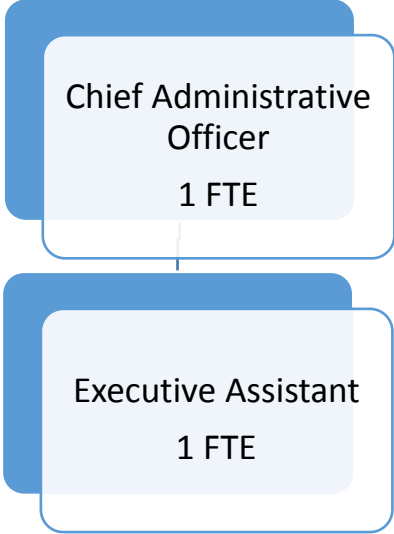 Chief Administrative
Officer
1 FTE
Executive Assistant
1 FTE